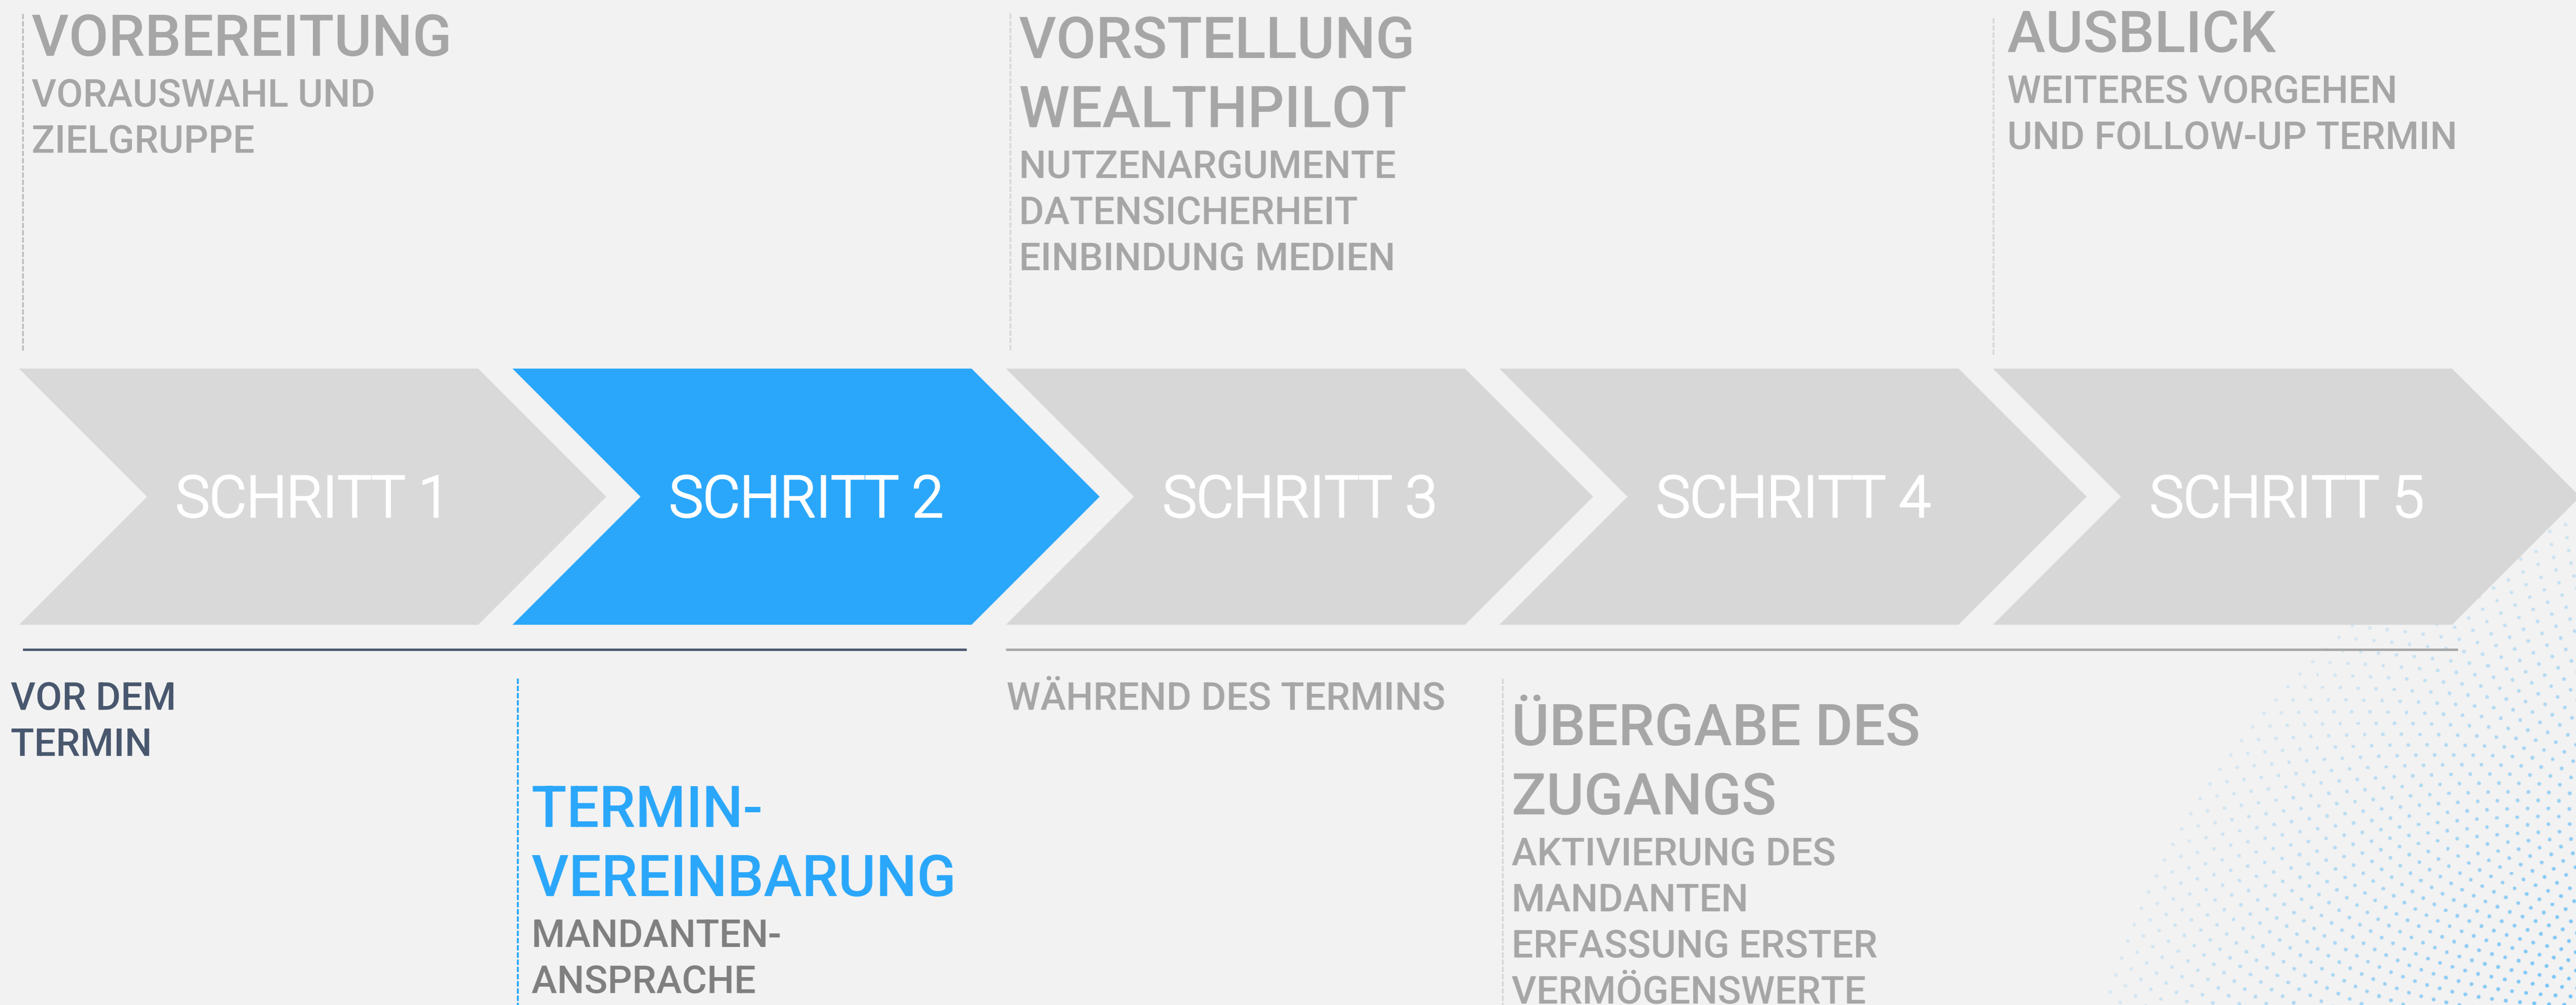 VORBEREITUNG
VORAUSWAHL UND
ZIELGRUPPE
VORSTELLUNG
WEALTHPILOT
NUTZENARGUMENTE
DATENSICHERHEIT
EINBINDUNG MEDIEN
AUSBLICK
WEITERES VORGEHEN
UND FOLLOW-UP TERMIN
SCHRITT 1
SCHRITT 2
SCHRITT 3
SCHRITT 4
SCHRITT 5
VOR DEM
TERMIN
TERMIN-
VEREINBARUNG
MANDANTEN-
ANSPRACHE
WÄHREND DES TERMINS
ÜBERGABE DES
ZUGANGS
AKTIVIERUNG DES
MANDANTEN
ERFASSUNG ERSTER
VERMÖGENSWERTE